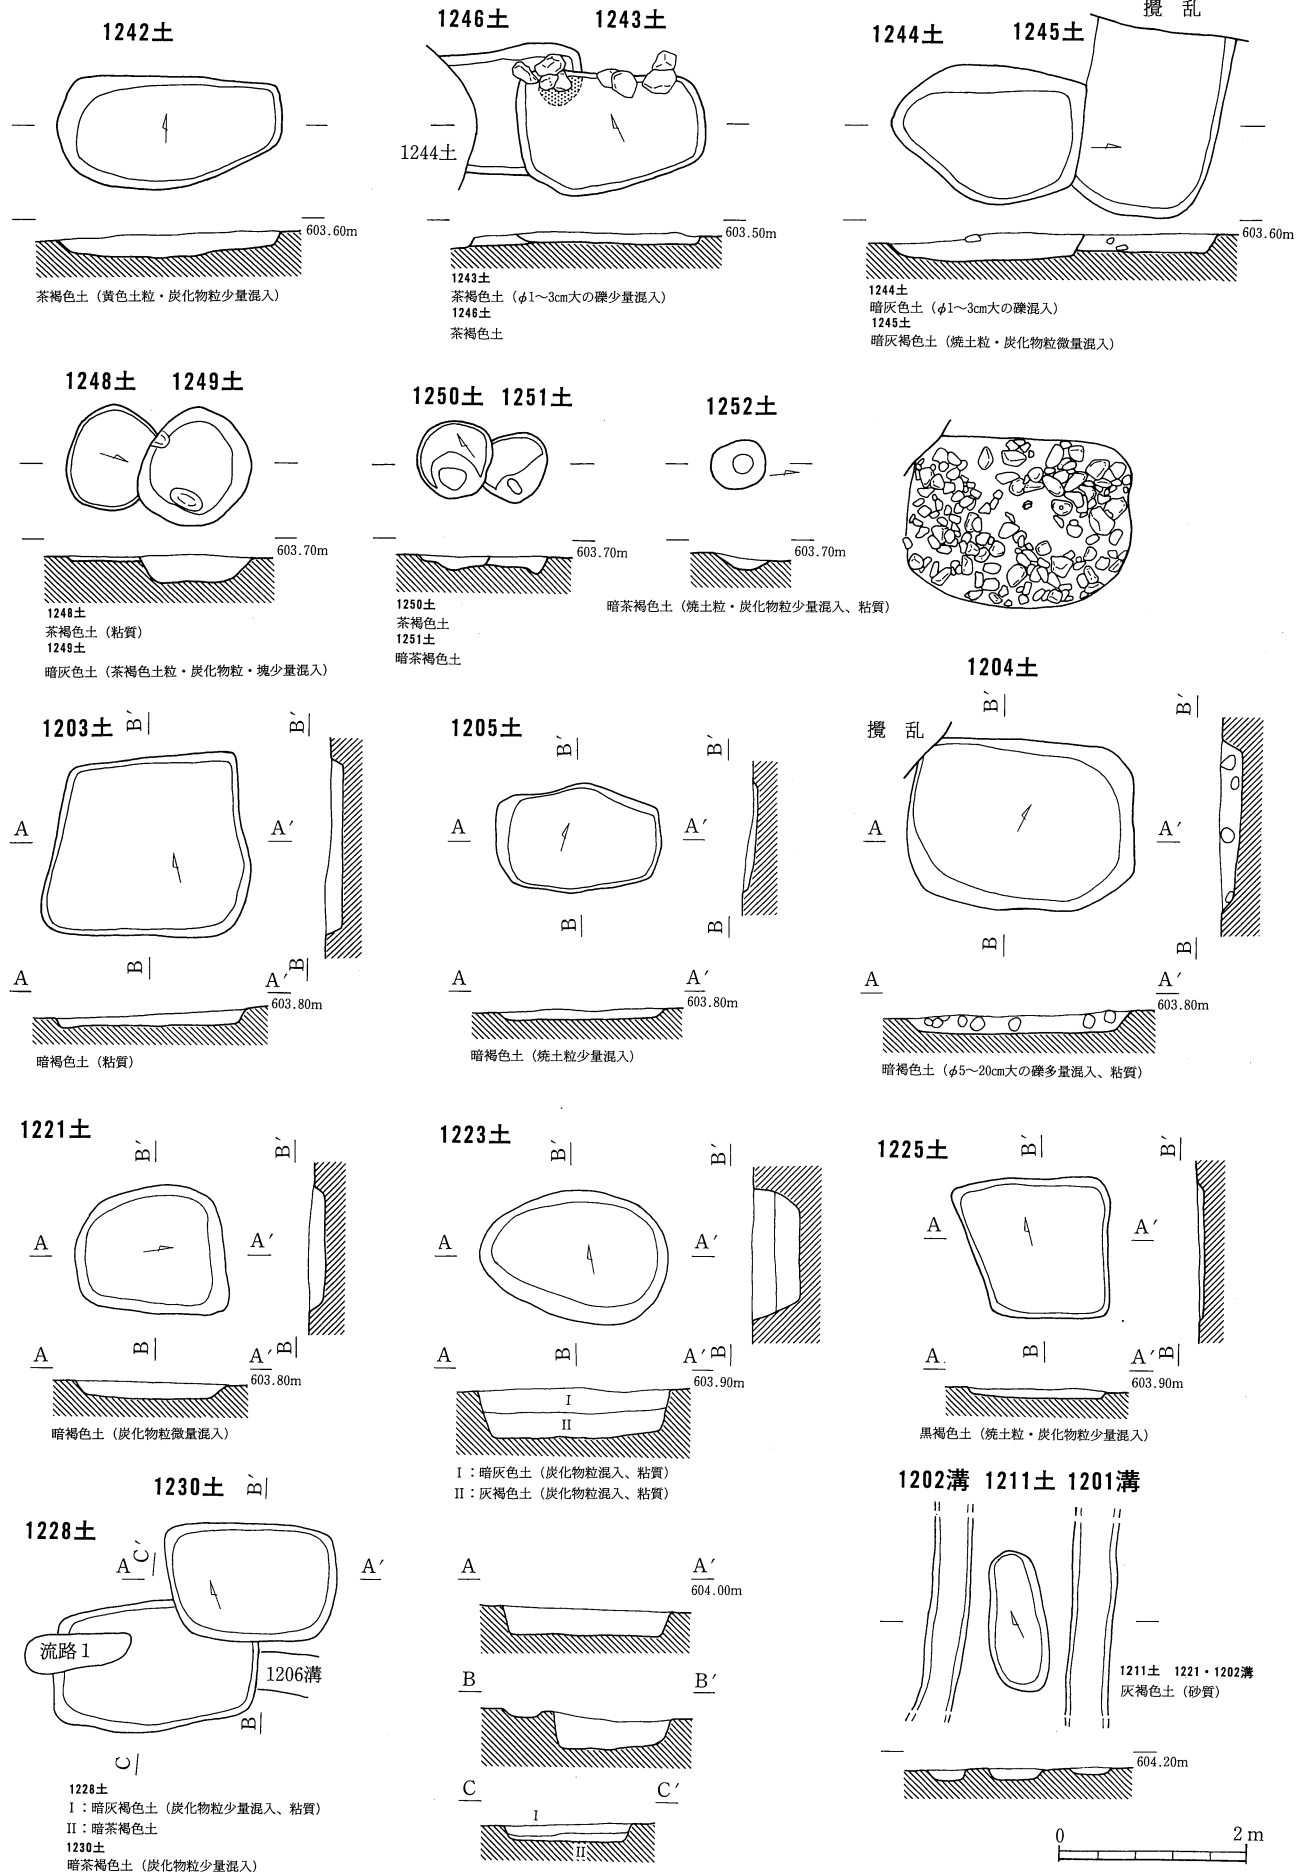 1242土
603.60m
茶褐色土（黄色土粒・炭化物粒少量混入）
1246土 1243土
1244土
603.50m
1243土
茶褐色土（φ1～3cm大の礫少量混入）
1246土
茶褐色土
攪 乱
1244土 1245土
603.60m
1244土
暗灰色土（φ1～3cm大の礫混入）
1245土
暗灰褐色土（焼土粒・炭化物粒微量混入）
1248土 1249土
603.70m
1248土
茶褐色土（粘質）
1249土
暗灰色土（茶褐色土粒・炭化物粒・塊少量混入）
1250土 1251土
603.70m
1250土
茶褐色土
1251土
暗茶褐色土
1252土
603.70m
暗茶褐色土（焼土粒・炭化物粒少量混入、粘質）
1203土 B′ B′
A A′
B B
A A′
603.80m
暗褐色土（粘質）
1205土
B′ B′
A A′
B B
A A′
603.80m
暗褐色土（焼土粒少量混入）
1204土
B′ B′
攪 乱
A A′
B B
A A′
603.80m
暗褐色土（φ5～20cm大の礫多量混入、粘質）
1221土
B′ B′
A A′
B B
A A′
603.80m
暗褐色土（炭化物粒微量混入）
1223土
B′ B′
A A′
B B
A A′
603.90m
I
II
I：暗灰色土（炭化物粒混入、粘質）
II：灰褐色土（炭化物粒混入、粘質）
1225土
B′ B′
A A′
B B
A A′
603.90m
黒褐色土（焼土粒・炭化物粒少量混入）
1230土 B′
1228土
A C′ A′
流路1
1206溝
B
C
1228土
I：暗灰褐色土（炭化物粒少量混入、粘質）
II：暗茶褐色土
1230土
暗茶褐色土（炭化物粒少量混入）
A A′
604.00m
B B′
C C′
I
II
1202溝 1211土 1201溝
1211土 1221・1202溝
灰褐色土（砂質）
604.20m
0 2m